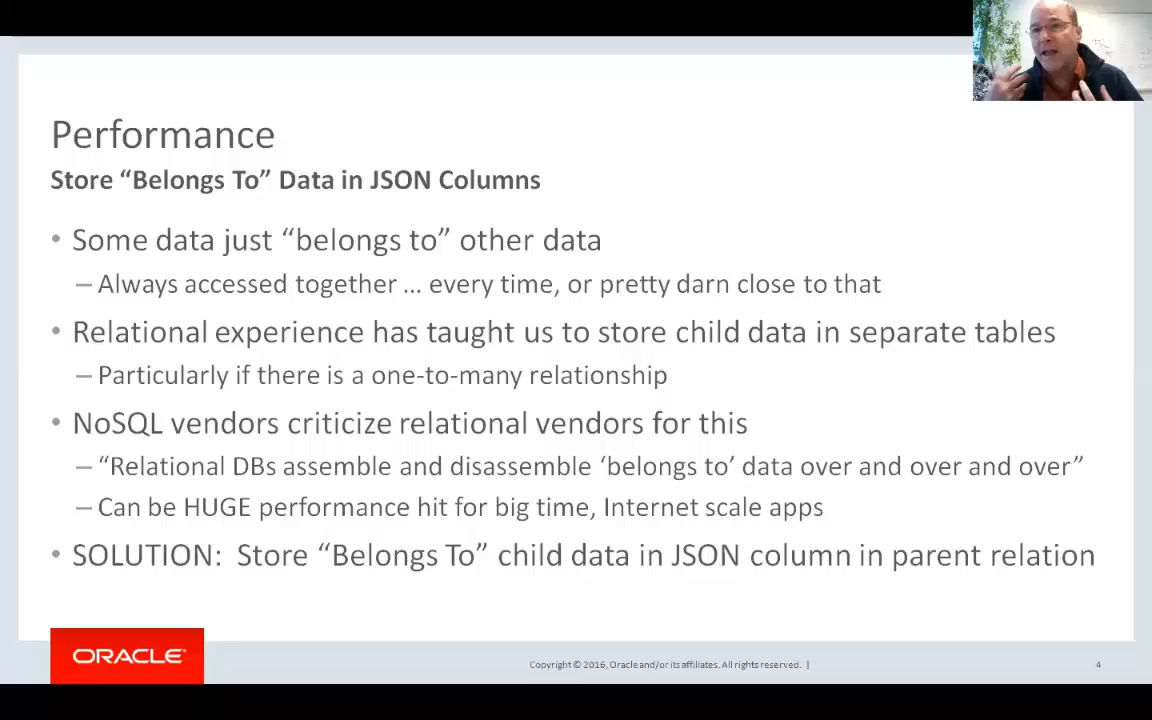 Performance
Store “Belongs To” Data in JSON Columns
• Some data just “belongs to” other data
– Always accessed together ... every time, or pretty darn close to that
• Relational experience has taught us to store child data in separate tables
– Particularly if there is a one-to-many relationship
• NoSQL vendors criticize relational vendors for this
– “Relational DBs assemble and disassemble ‘belongs to’ data over and over and over”
– Can be HUGE performance hit for big time, Internet scale apps
• SOLUTION: Store “Belongs To” child data in JSON column in parent relation
ORACLE®
Copyright © 2016, Oracle and/or its affiliates. All rights reserved. |
4